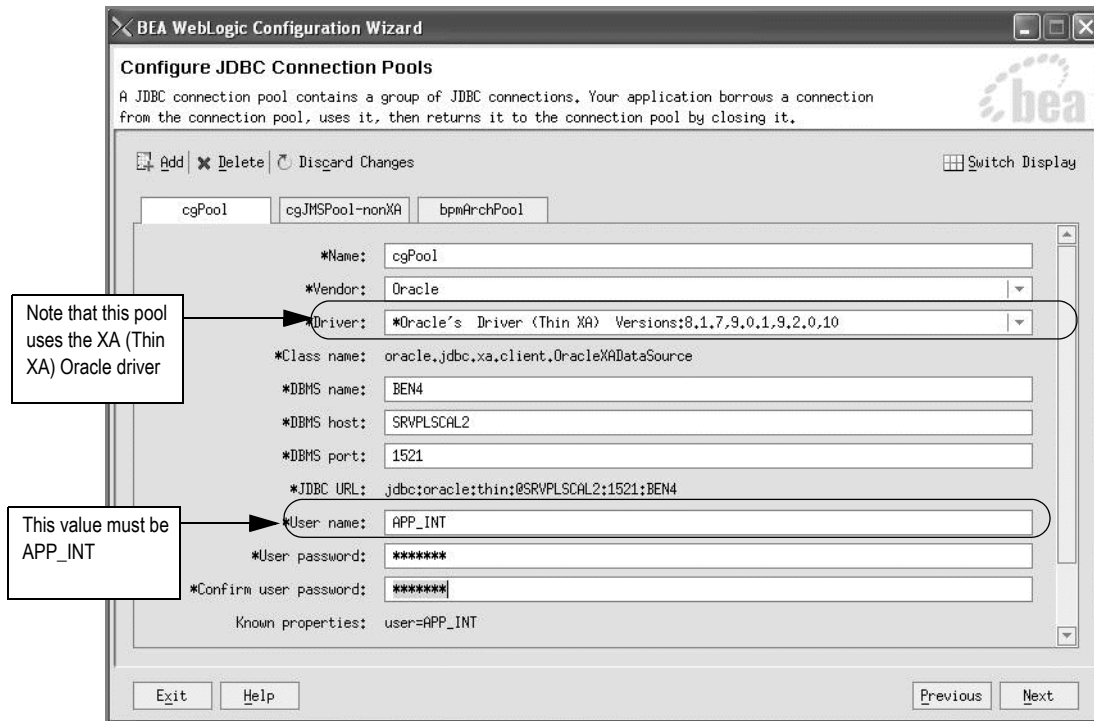 BEA WebLogic Configuration Wizard
Configure JDBC Connection Pools
A JDBC connection pool contains a group of JDBC connections. Your application borrows a connection
from the connection pool, uses it, then returns it to the connection pool by closing it.
bea
Add Delete Discard Changes Switch Display
cgPool cgJMSPool-nonXA bpmArchPool
*Name: cgPool
*Vendor: Oracle
Note that this pool
uses the XA (Thin
XA) Oracle driver
*Driver: *Oracle's Driver (Thin XA) Versions:8.1.7,9.0.1,9.2.0,10
*Class name: oracle.jdbc.xa.client.OracleXADataSource
*DBMS name: BEN4
*DBMS host: SRVPLSCAL2
*DBMS port: 1521
*JDBC URL: jdbc:oracle:thin:@SRVPLSCAL2:1521:BEN4
This value must be
APP_INT
*User name: APP_INT
*User password: *******
*Confirm user password: *******
Known properties: user=APP_INT
Exit Help Previous Next